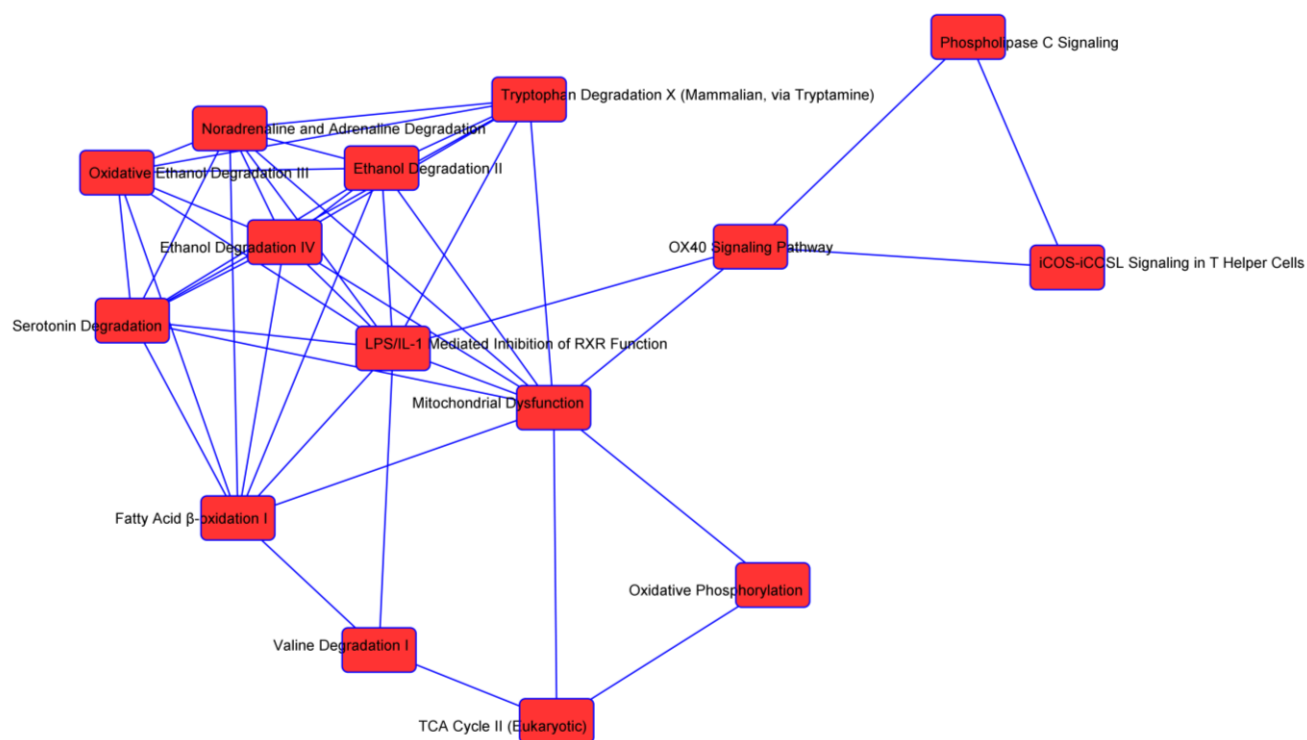 Phospholipase C Signaling
Tryptophan Degradation X (Mammalian, via Tryptamine)
Noradrenaline and Adrenaline Degradation
Ethanol Degradation II
Oxidative Ethanol Degradation III
Ethanol Degradation IV
OX40 Signaling Pathway
iCOS-iCOSL Signaling in T Helper Cells
Serotonin Degradation
LPS/IL-1 Mediated Inhibition of RXR Function
Mitochondrial Dysfunction
Fatty Acid β-oxidation I
Oxidative Phosphorylation
Valine Degradation I
TCA Cycle II (Eukaryotic)